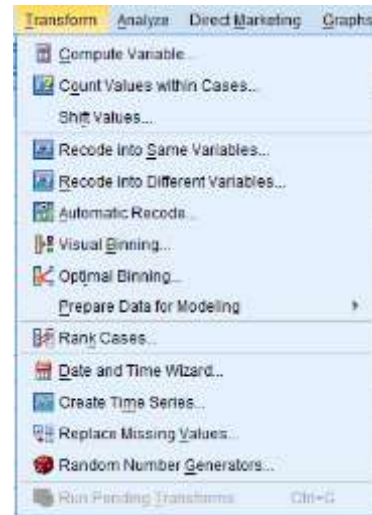 Transform Analyze Direct Marketing Graphs
Compute Variable...
Count Values within Cases...
Shift Values...
Recode into Same Variables...
Recode into Different Variables...
Automatic Recode...
Visual Binning...
Optimal Binning...
Prepare Data for Modeling
Rank Cases...
Date and Time Wizard...
Create Time Series...
Replace Missing Values...
Random Number Generators...
Run Pending Transforms Ctrl+G